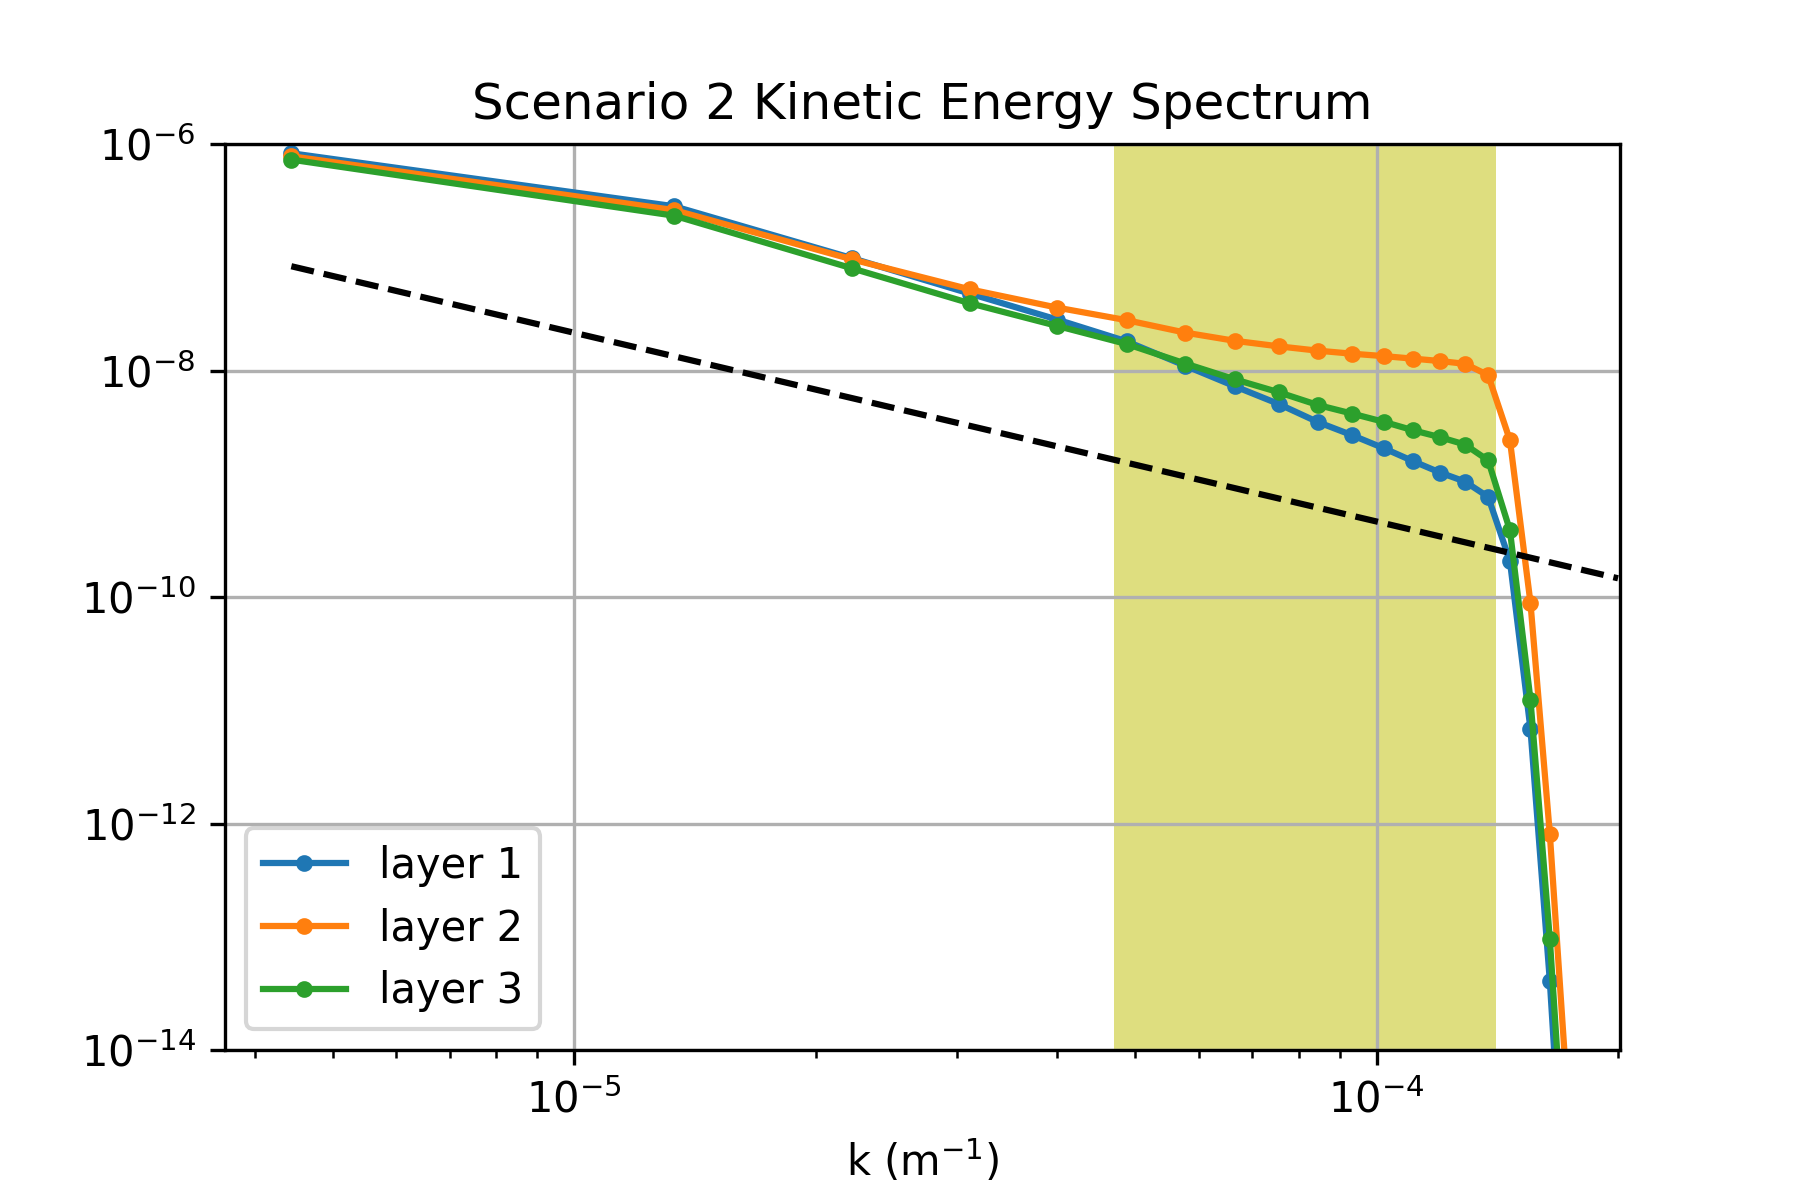 Scenario 2 Kinetic Energy Spectrum
10⁻⁶
10⁻⁸
10⁻¹⁰
10⁻¹²
10⁻¹⁴
layer 1
layer 2
layer 3
10⁻⁵ 10⁻⁴
k (m⁻¹)